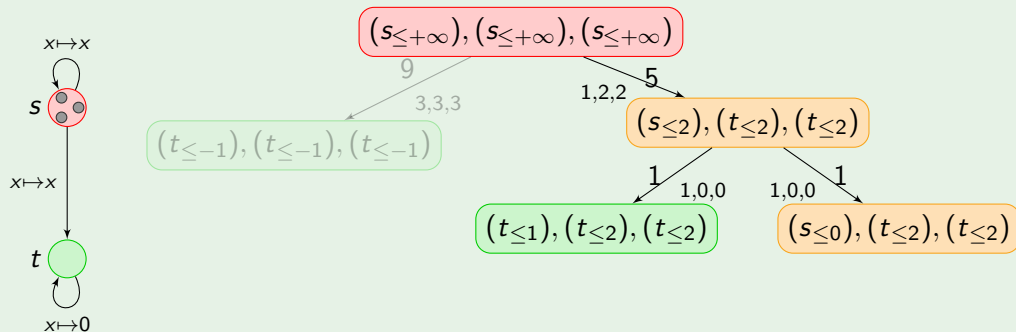 (s≤+∞), (s≤+∞), (s≤+∞)
x↦x
9
5
s
3,3,3
1,2,2
(s≤2), (t≤2), (t≤2)
(t≤−1), (t≤−1), (t≤−1)
x↦x
1
1
1,0,0
1,0,0
(t≤1), (t≤2), (t≤2)
(s≤0), (t≤2), (t≤2)
t
x↦0